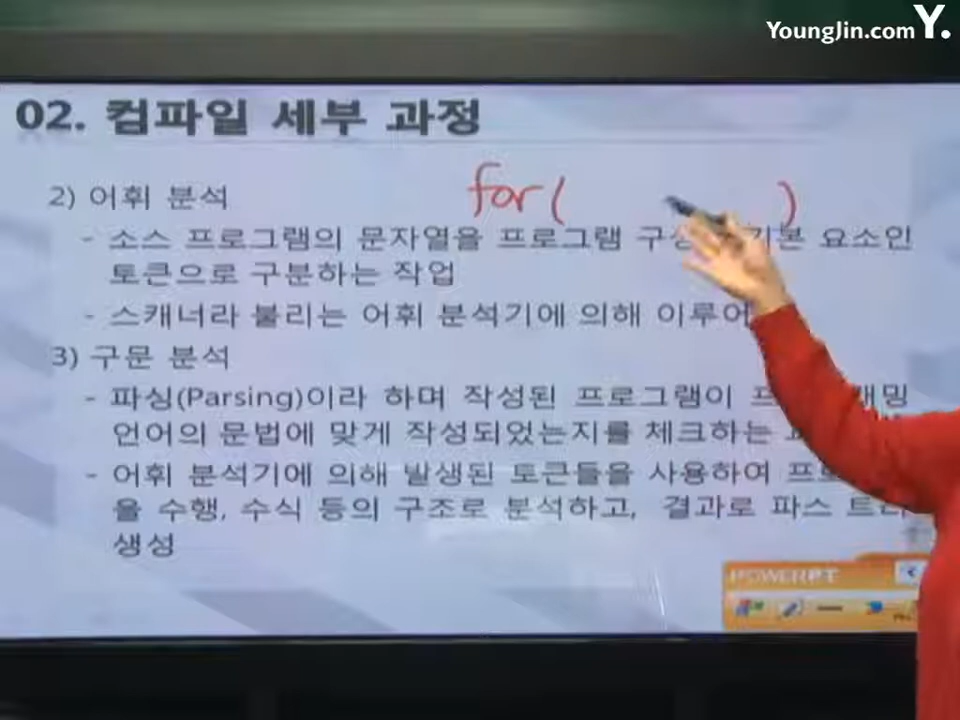 YoungJin.com Y.
02. 컴파일 세부 과정
2) 어휘 분석
for( )
- 소스 프로그램의 문자열을 프로그램 구성 기본 요소인
토큰으로 구분하는 작업
- 스캐너라 불리는 어휘 분석기에 의해 이루어
3) 구문 분석
- 파싱(Parsing)이라 하며 작성된 프로그램이 프 래밍
언어의 문법에 맞게 작성되었는지를 체크하는
- 어휘 분석기에 의해 발생된 토큰들을 사용하여 프로
을 수행, 수식 등의 구조로 분석하고, 결과로 파스 트리
생성
POWERPT